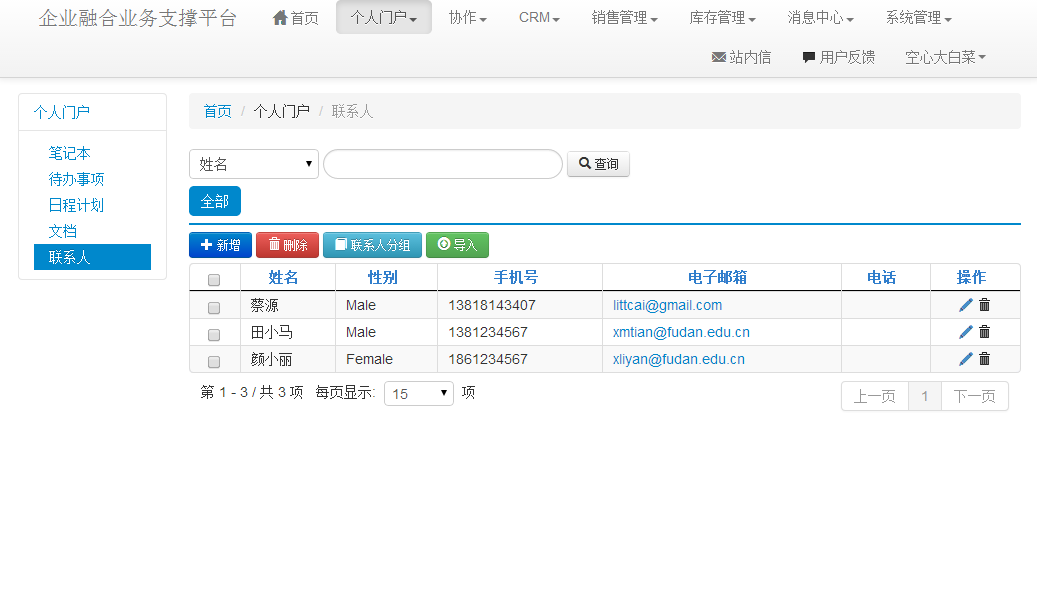 企业融合业务支撑平台 首页 个人门户 协作 CRM 销售管理 库存管理 消息中心 系统管理
站内信 用户反馈 空心大白菜
个人门户
笔记本
待办事项
日程计划
文档
联系人
首页 / 个人门户 / 联系人
姓名 查询
全部
新增 删除 联系人分组 导入
姓名 性别 手机号 电子邮箱 电话 操作
蔡源 Male 13818143407 littcai@gmail.com
田小马 Male 1381234567 xmtian@fudan.edu.cn
颜小丽 Female 1861234567 xliyan@fudan.edu.cn
第 1 - 3 / 共 3 项 每页显示: 15 项 上一页 1 下一页